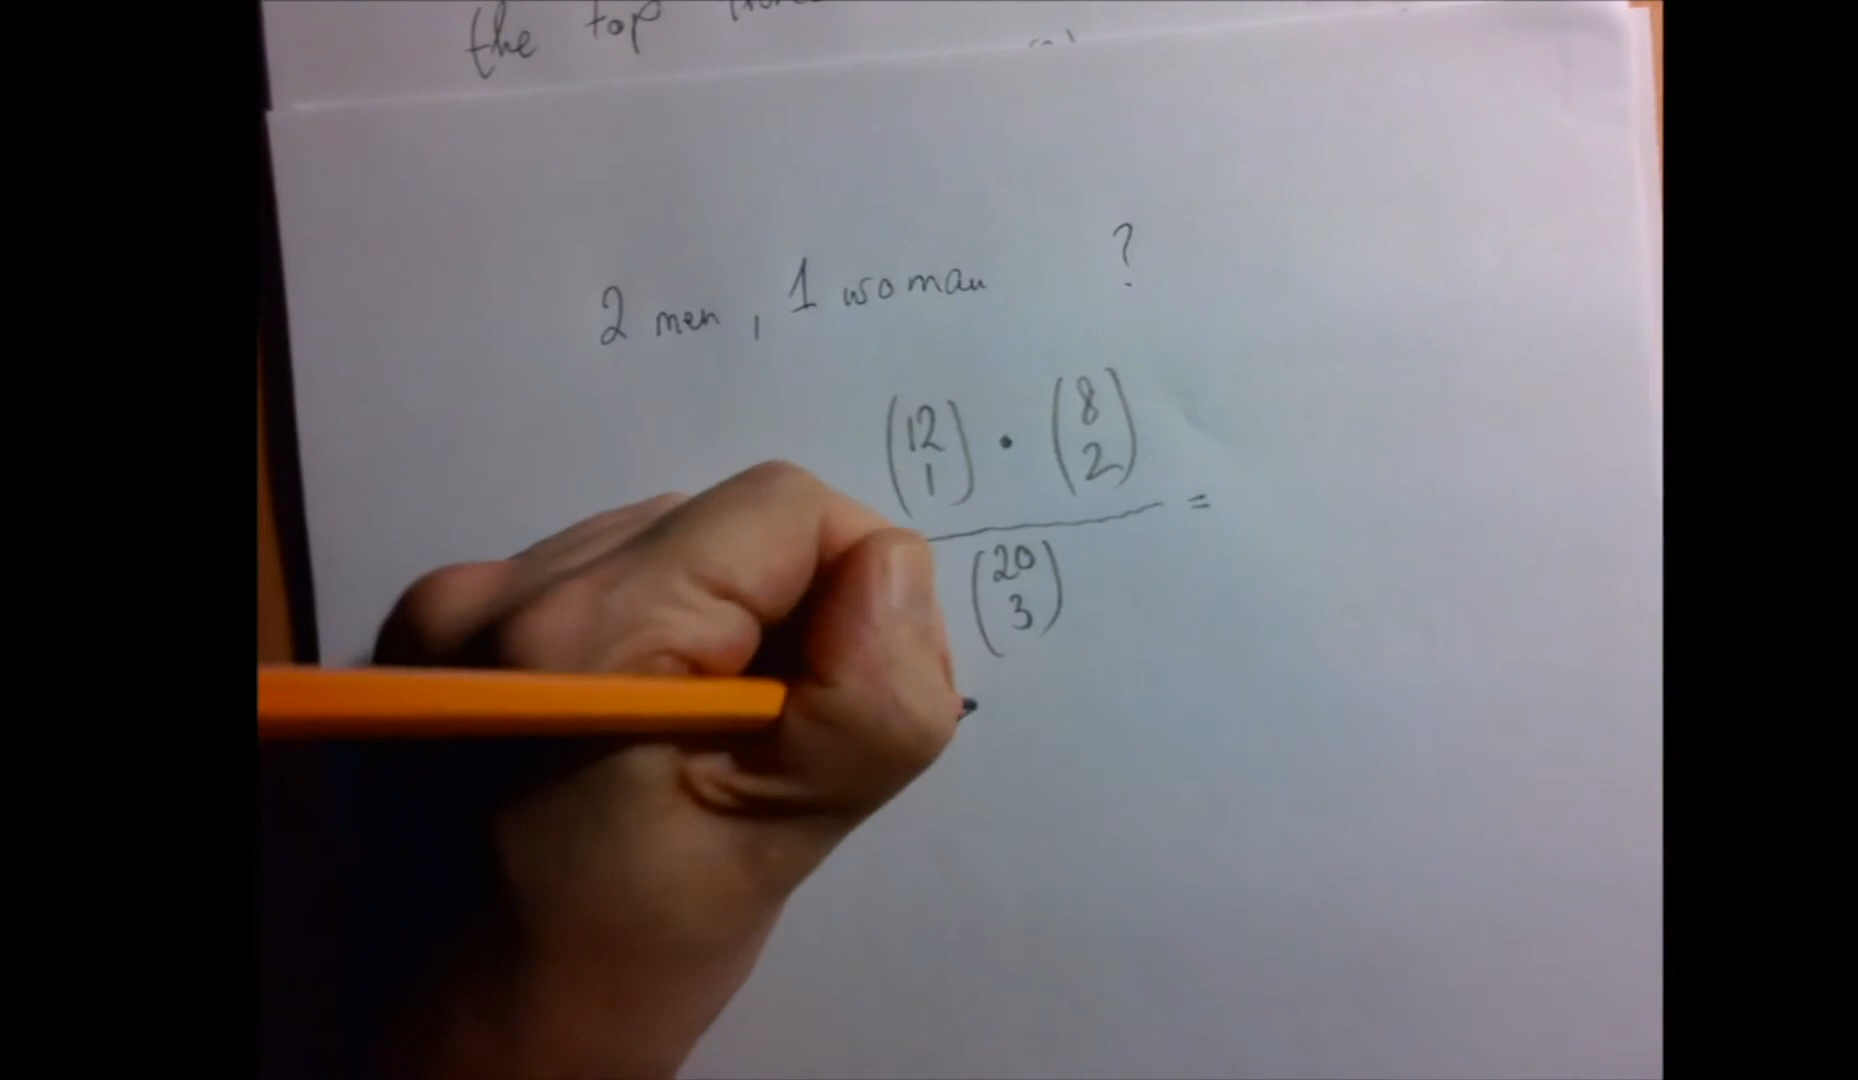 the top
2 men, 1 woman ?
(12 1) · (8 2)
=
(20 3)